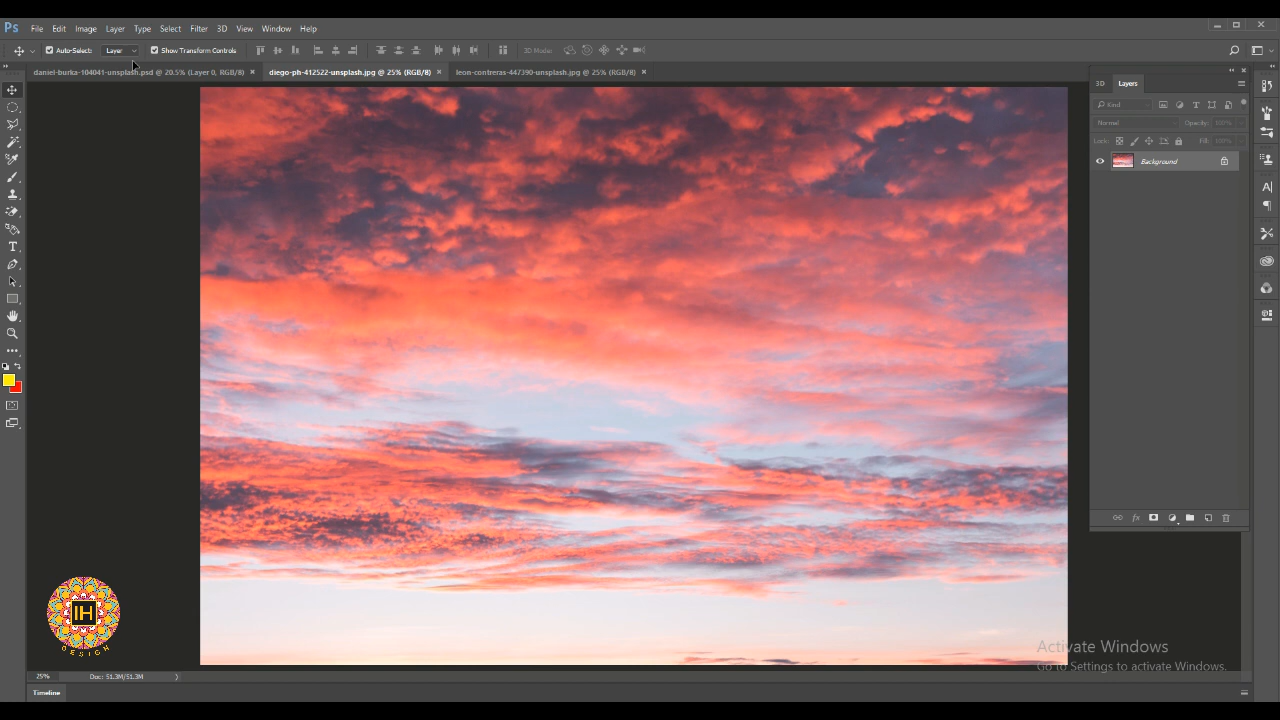 Ps File Edit Image Layer Type Select Filter 3D View Window Help
Auto-Select: Layer Show Transform Controls 3D Mode:
daniel-burka-104041-unsplash.psd @ 20.5% (Layer 0, RGB/8) × diego-ph-412522-unsplash.jpg @ 25% (RGB/8) × leon-contreras-447390-unsplash.jpg @ 25% (RGB/8) ×
3D Layers
Kind
Normal Opacity: 100%
Lock: Fill: 100%
Background
IH
DESIGN
Activate Windows
Go to Settings to activate Windows.
25% Doc: 51.3M/51.3M
Timeline